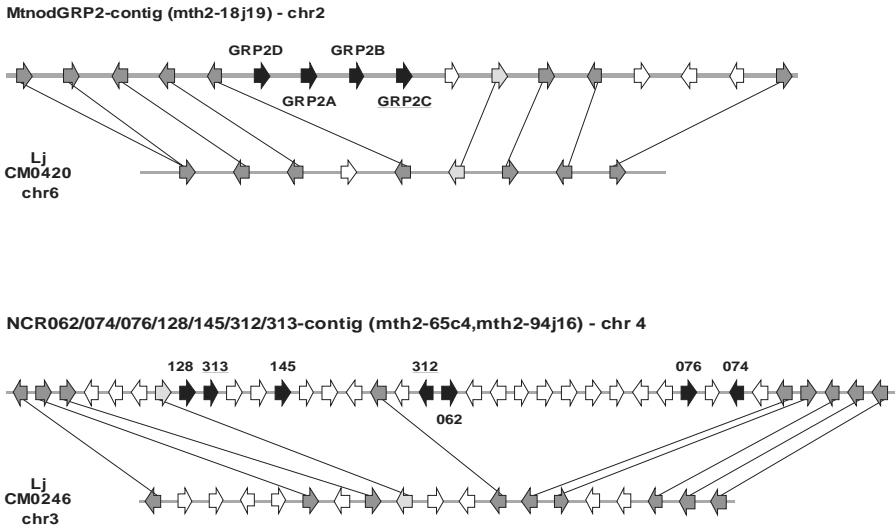 MtnodGRP2-contig (mth2-18j19) - chr2
GRP2D GRP2B
GRP2A GRP2C
Lj
CM0420
chr6
NCR062/074/076/128/145/312/313-contig (mth2-65c4,mth2-94j16) - chr 4
128 313 145 312 076 074
062
Lj
CM0246
chr3